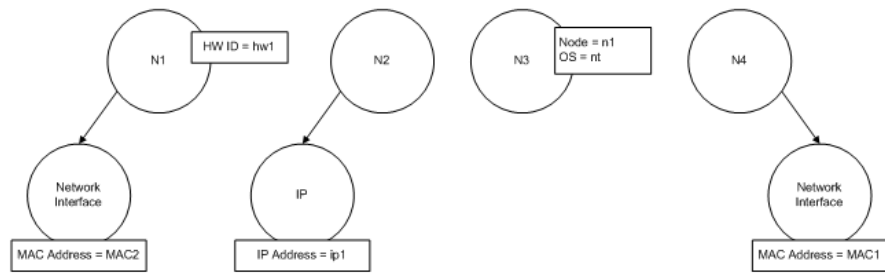 N1
HW ID = hw1
N2
N3
Node = n1
OS = nt
N4
Network
Interface
MAC Address = MAC2
IP
IP Address = ip1
Network
Interface
MAC Address = MAC1